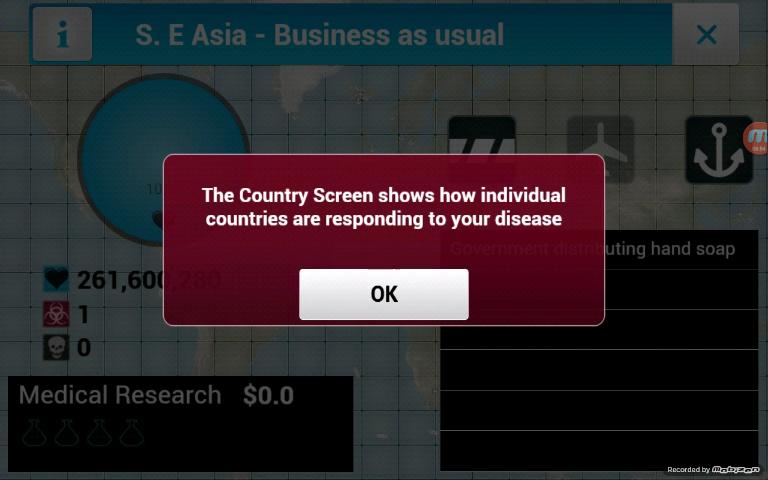 i
S. E Asia - Business as usual
The Country Screen shows how individual
countries are responding to your disease
Government distributing hand soap
OK
261,600,280
1
0
Medical Research $0.0
Recorded by Mobizen